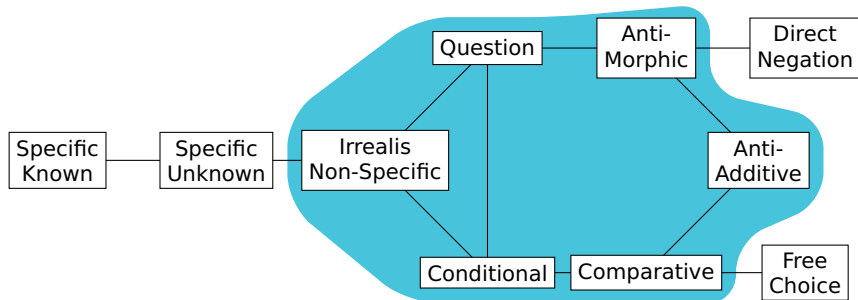 Question
Anti-
Morphic
Direct
Negation
Specific
Known
Specific
Unknown
Irrealis
Non-Specific
Anti-
Additive
Conditional
Comparative
Free
Choice